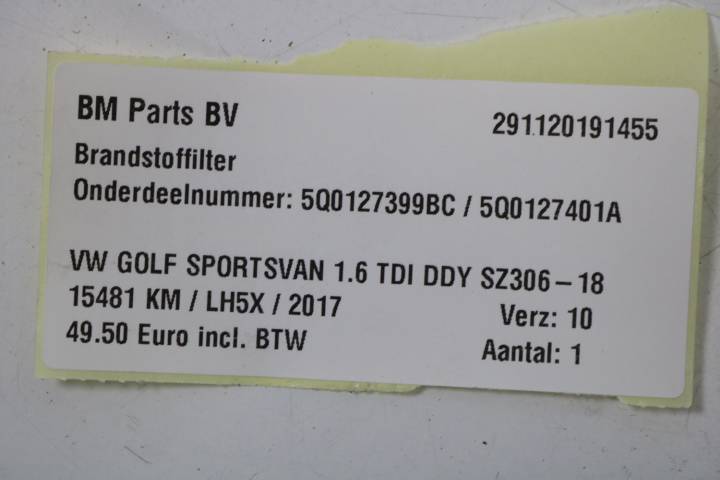 BM Parts BV 291120191455
Brandstoffilter
Onderdeelnummer: 5Q0127399BC / 5Q0127401A
VW GOLF SPORTSVAN 1.6 TDI DDY SZ306-18
15481 KM / LH5X / 2017 Verz: 10
49.50 Euro incl. BTW Aantal: 1